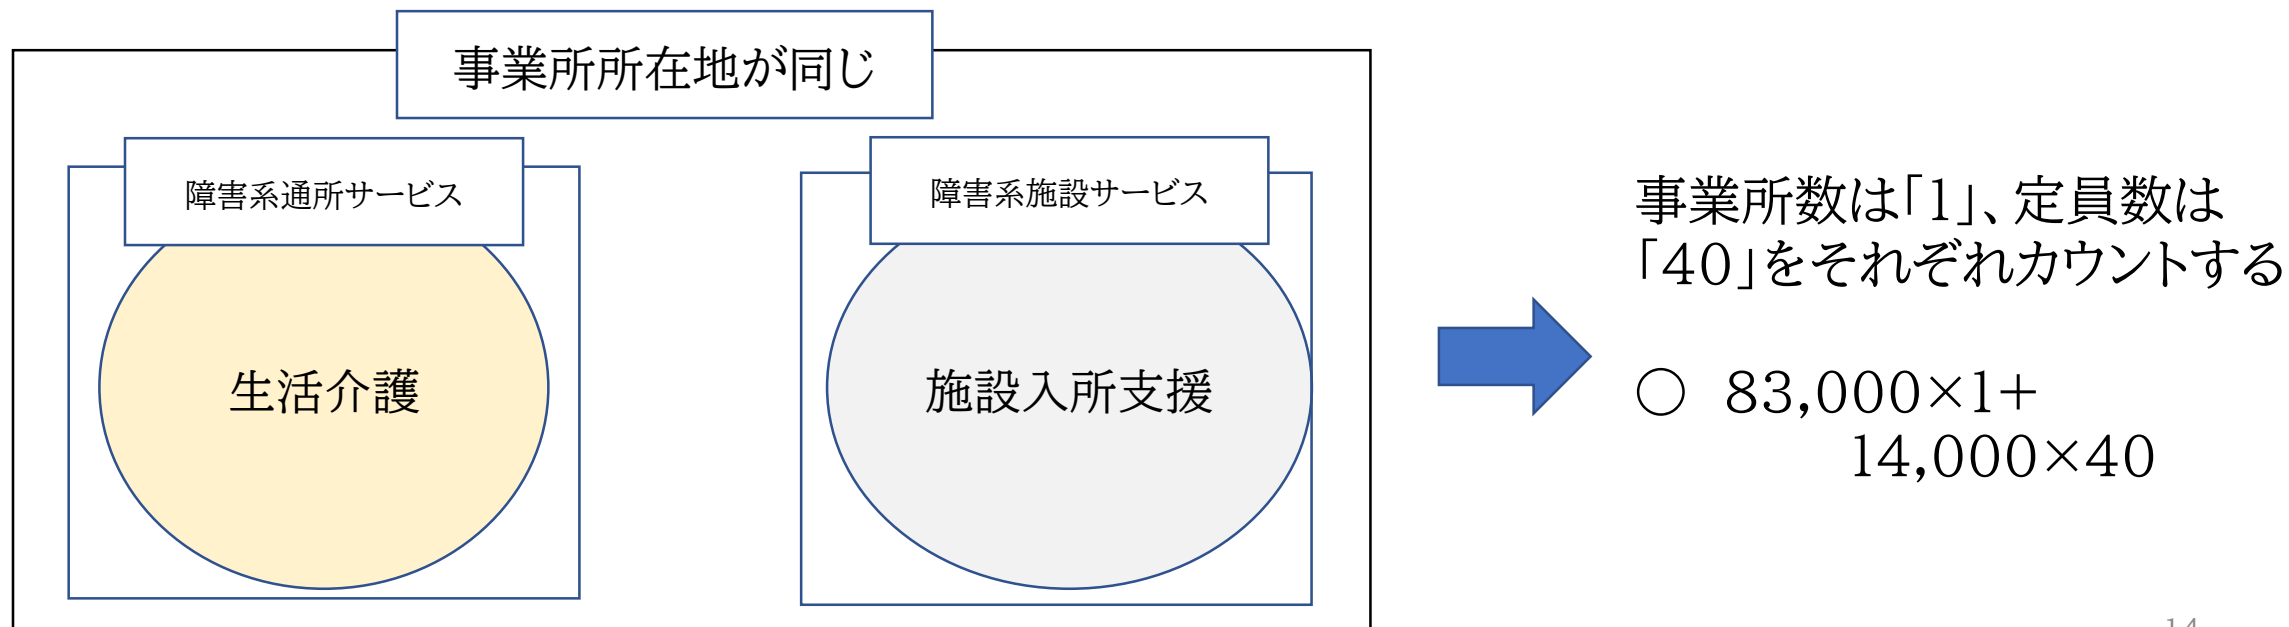 事業所所在地が同じ
障害系通所サービス
生活介護
障害系施設サービス
施設入所支援
事業所数は「1」、定員数は
「40」をそれぞれカウントする
○ 83,000×1+
14,000×40
14